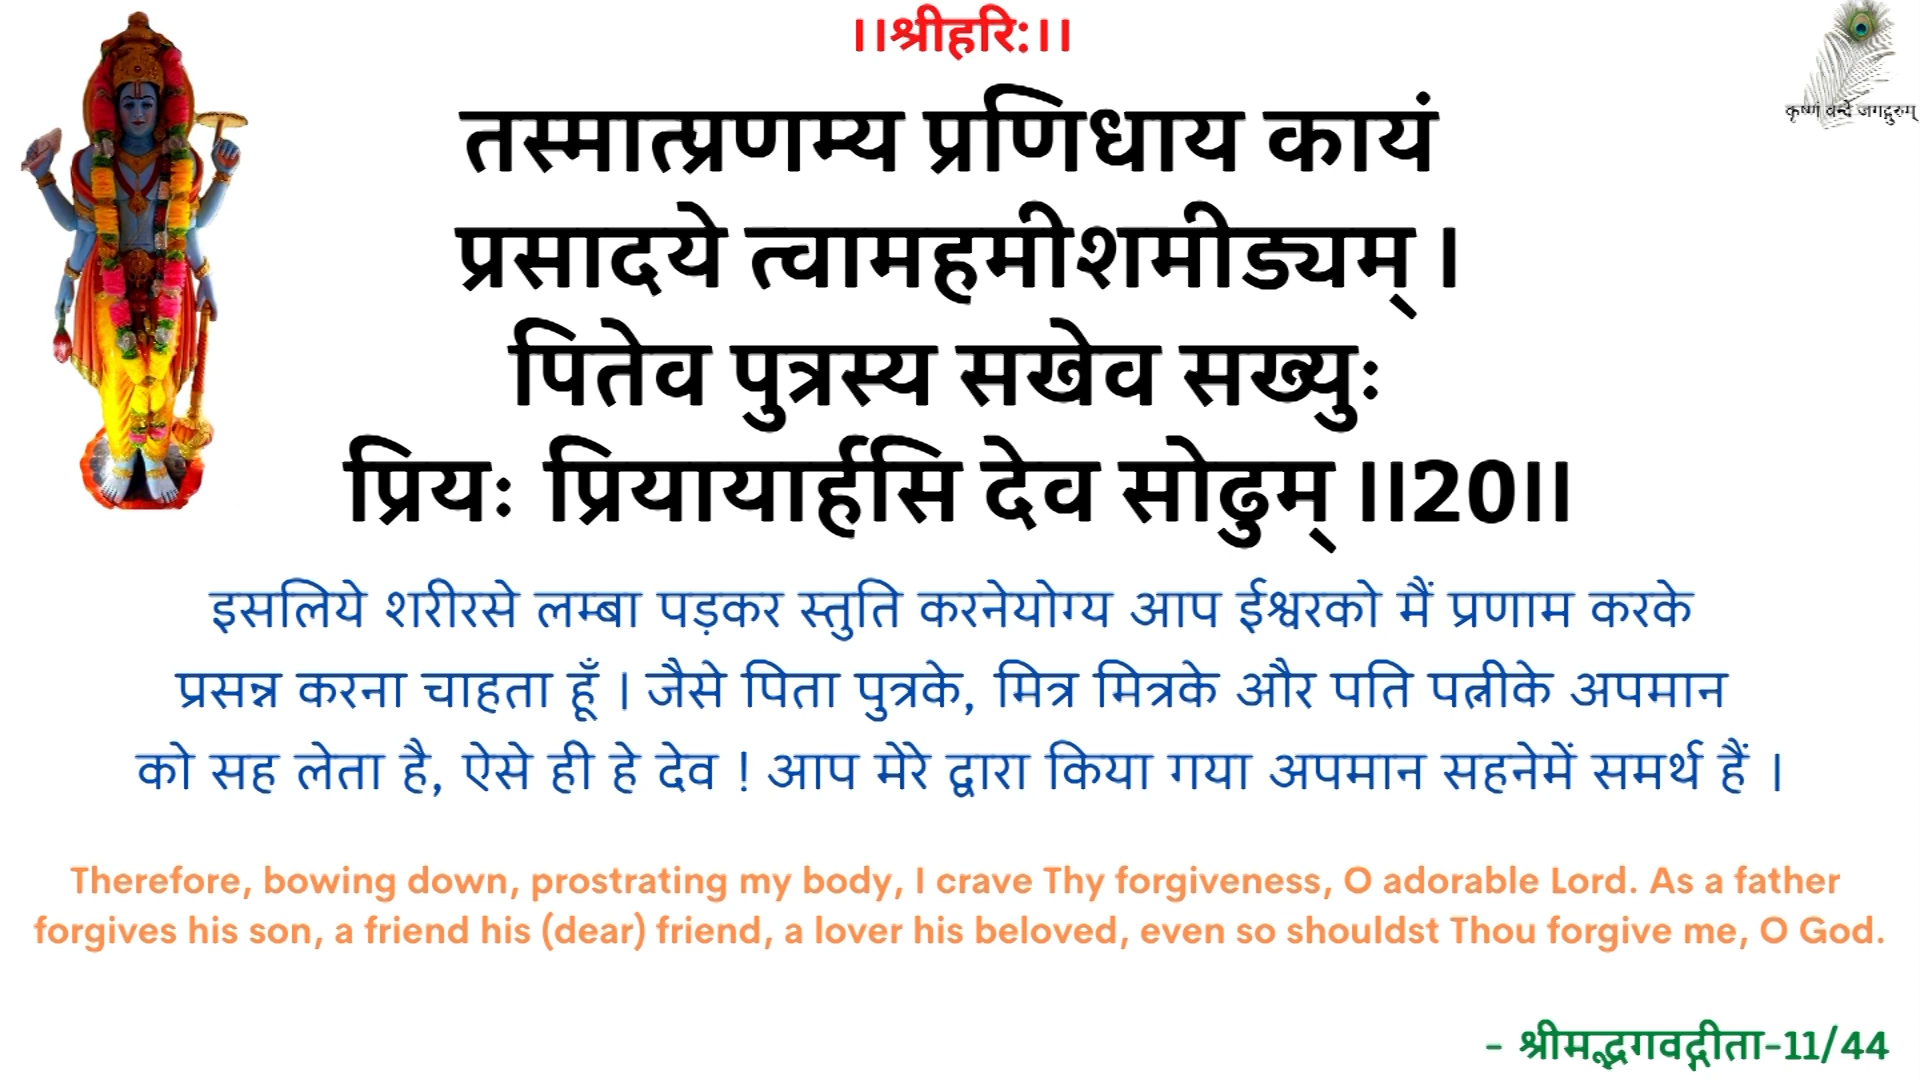 ।।श्रीहरि:।।
कृष्णं वन्दे जगद्गुरुम्
तस्मात्प्रणम्य प्रणिधाय कायं
प्रसादये त्वामहमीशमीड्यम् ।
पितेव पुत्रस्य सखेव सख्युः
प्रियः प्रियायार्हसि देव सोढुम् ।।20।।
इसलिये शरीरसे लम्बा पड़कर स्तुति करनेयोग्य आप ईश्वरको मैं प्रणाम करके
प्रसन्न करना चाहता हूँ । जैसे पिता पुत्रके, मित्र मित्रके और पति पत्नीके अपमान
को सह लेता है, ऐसे ही हे देव ! आप मेरे द्वारा किया गया अपमान सहनेमें समर्थ हैं ।
Therefore, bowing down, prostrating my body, I crave Thy forgiveness, O adorable Lord. As a father
forgives his son, a friend his (dear) friend, a lover his beloved, even so shouldst Thou forgive me, O God.
- श्रीमद्भगवद्गीता-11/44